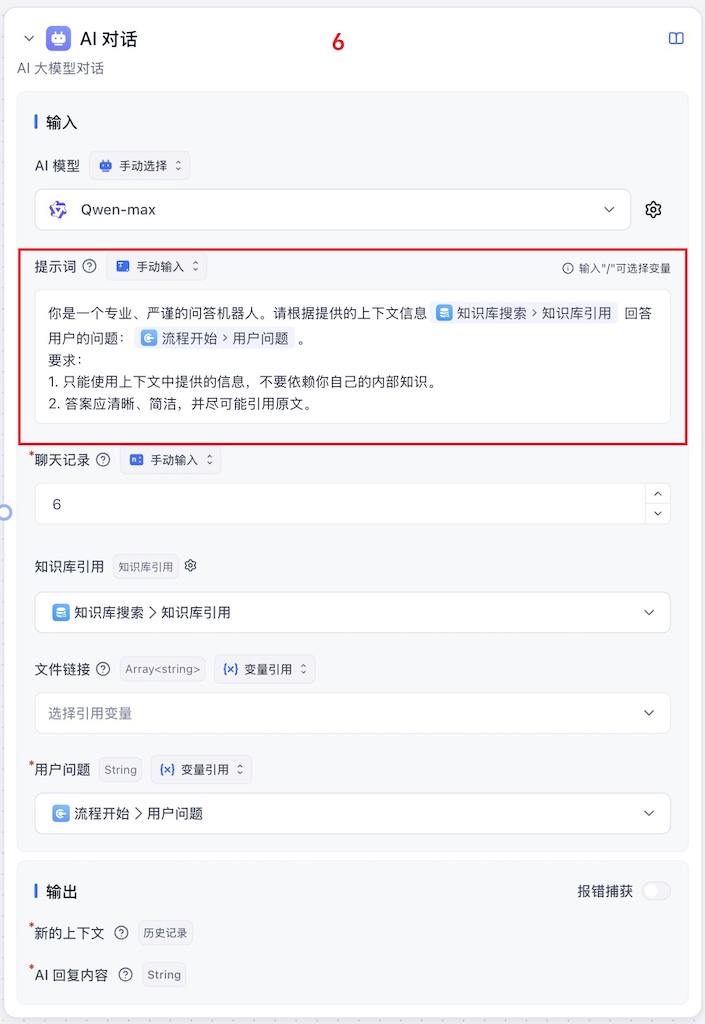 AI 对话
6
AI 大模型对话
输入
AI 模型 手动选择
Qwen-max
提示词 手动输入 输入"/"可选择变量
你是一个专业、严谨的问答机器人。请根据提供的上下文信息 知识库搜索 > 知识库引用 回答
用户的问题： 流程开始 > 用户问题 。
要求：
1. 只能使用上下文中提供的信息，不要依赖你自己的内部知识。
2. 答案应清晰、简洁，并尽可能引用原文。
*聊天记录 手动输入
6
知识库引用 知识库引用
知识库搜索 > 知识库引用
文件链接 Array<string> {x} 变量引用
选择引用变量
*用户问题 String {x} 变量引用
流程开始 > 用户问题
输出 报错捕获
*新的上下文 历史记录
*AI 回复内容 String